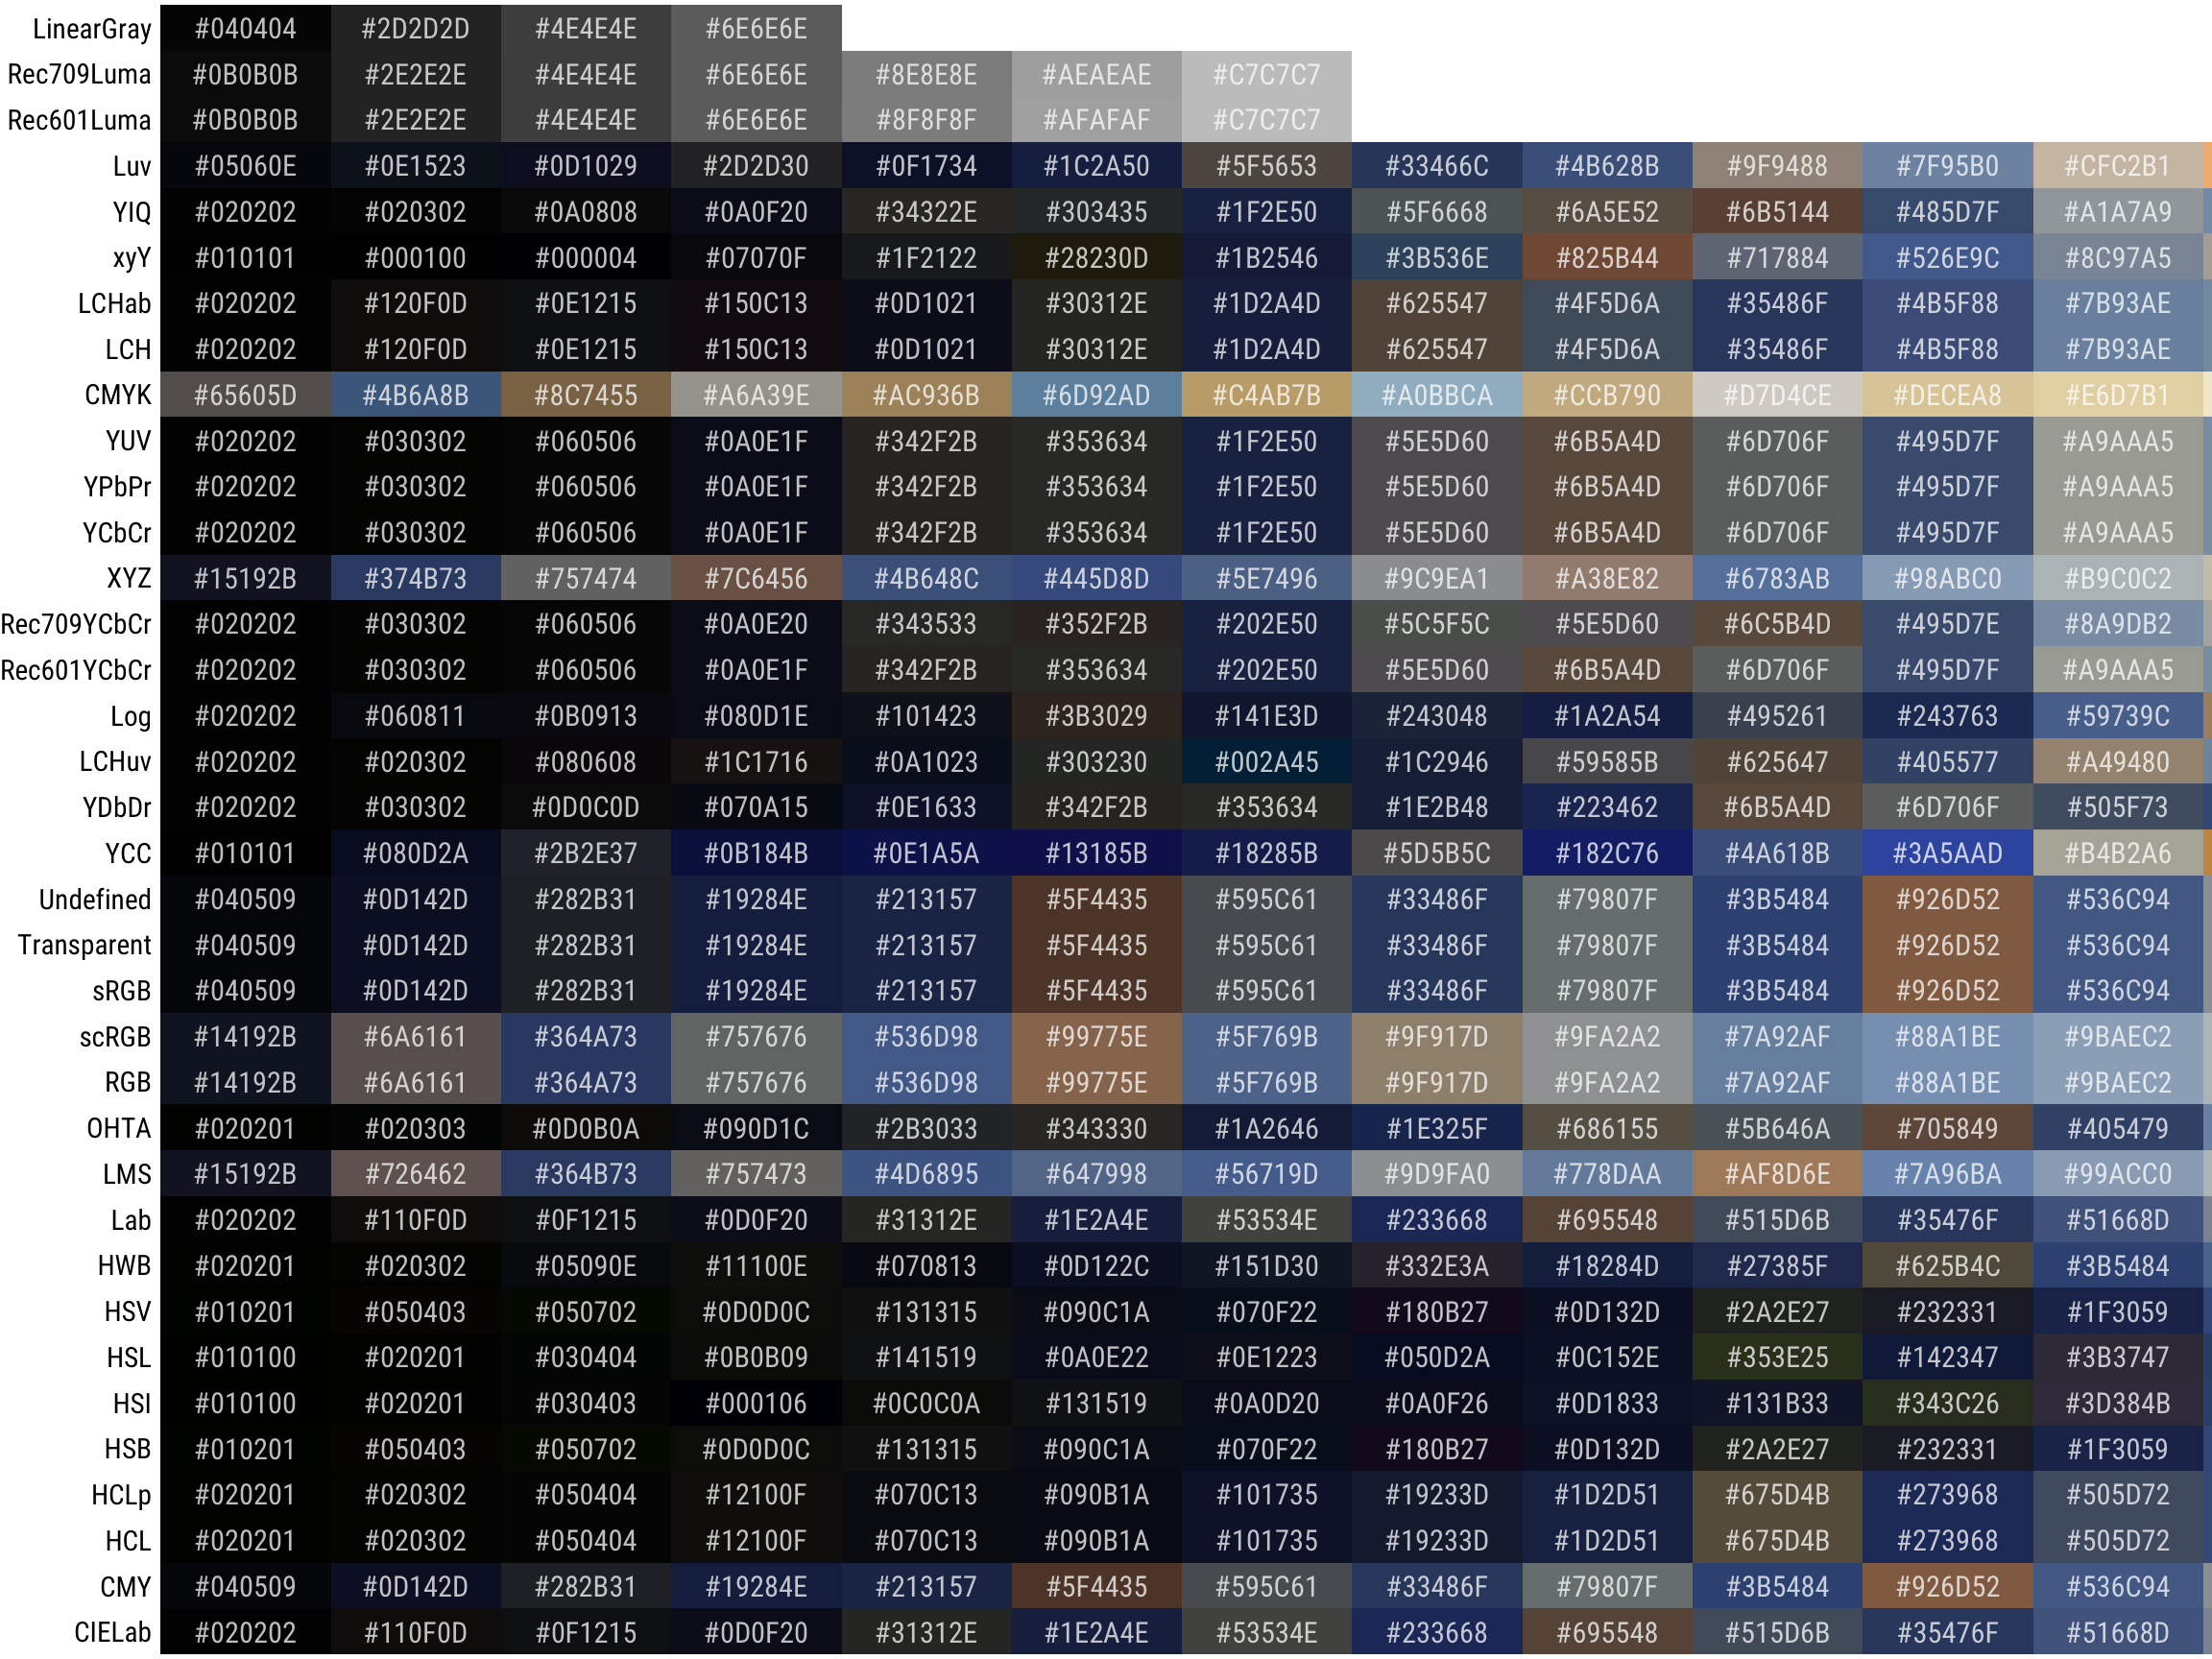 LinearGray #040404 #2D2D2D #4E4E4E #6E6E6E
Rec709Luma #0B0B0B #2E2E2E #4E4E4E #6E6E6E #8E8E8E #AEAEAE #C7C7C7
Rec601Luma #0B0B0B #2E2E2E #4E4E4E #6E6E6E #8F8F8F #AFAFAF #C7C7C7
Luv #05060E #0E1523 #0D1029 #2D2D30 #0F1734 #1C2A50 #5F5653 #33466C #4B628B #9F9488 #7F95B0 #CFC2B1
YIQ #020202 #020302 #0A0808 #0A0F20 #34322E #303435 #1F2E50 #5F6668 #6A5E52 #6B5144 #485D7F #A1A7A9
xyY #010101 #000100 #000004 #07070F #1F2122 #28230D #1B2546 #3B536E #825B44 #717884 #526E9C #8C97A5
LCHab #020202 #120F0D #0E1215 #150C13 #0D1021 #30312E #1D2A4D #625547 #4F5D6A #35486F #4B5F88 #7B93AE
LCH #020202 #120F0D #0E1215 #150C13 #0D1021 #30312E #1D2A4D #625547 #4F5D6A #35486F #4B5F88 #7B93AE
CMYK #65605D #4B6A8B #8C7455 #A6A39E #AC936B #6D92AD #C4AB7B #A0BBCA #CCB790 #D7D4CE #DECEA8 #E6D7B1
YUV #020202 #030302 #060506 #0A0E1F #342F2B #353634 #1F2E50 #5E5D60 #6B5A4D #6D706F #495D7F #A9AAA5
YPbPr #020202 #030302 #060506 #0A0E1F #342F2B #353634 #1F2E50 #5E5D60 #6B5A4D #6D706F #495D7F #A9AAA5
YCbCr #020202 #030302 #060506 #0A0E1F #342F2B #353634 #1F2E50 #5E5D60 #6B5A4D #6D706F #495D7F #A9AAA5
XYZ #15192B #374B73 #757474 #7C6456 #4B648C #445D8D #5E7496 #9C9EA1 #A38E82 #6783AB #98ABC0 #B9C0C2
Rec709YCbCr #020202 #030302 #060506 #0A0E20 #343533 #352F2B #202E50 #5C5F5C #5E5D60 #6C5B4D #495D7E #8A9DB2
Rec601YCbCr #020202 #030302 #060506 #0A0E1F #342F2B #353634 #202E50 #5E5D60 #6B5A4D #6D706F #495D7F #A9AAA5
Log #020202 #060811 #0B0913 #080D1E #101423 #3B3029 #141E3D #243048 #1A2A54 #495261 #243763 #59739C
LCHuv #020202 #020302 #080608 #1C1716 #0A1023 #303230 #002A45 #1C2946 #59585B #625647 #405577 #A49480
YDbDr #020202 #030302 #0D0C0D #070A15 #0E1633 #342F2B #353634 #1E2B48 #223462 #6B5A4D #6D706F #505F73
YCC #010101 #080D2A #2B2E37 #0B184B #0E1A5A #13185B #18285B #5D5B5C #182C76 #4A618B #3A5AAD #B4B2A6
Undefined #040509 #0D142D #282B31 #19284E #213157 #5F4435 #595C61 #33486F #79807F #3B5484 #926D52 #536C94
Transparent #040509 #0D142D #282B31 #19284E #213157 #5F4435 #595C61 #33486F #79807F #3B5484 #926D52 #536C94
sRGB #040509 #0D142D #282B31 #19284E #213157 #5F4435 #595C61 #33486F #79807F #3B5484 #926D52 #536C94
scRGB #14192B #6A6161 #364A73 #757676 #536D98 #99775E #5F769B #9F917D #9FA2A2 #7A92AF #88A1BE #9BAEC2
RGB #14192B #6A6161 #364A73 #757676 #536D98 #99775E #5F769B #9F917D #9FA2A2 #7A92AF #88A1BE #9BAEC2
OHTA #020201 #020303 #0D0B0A #090D1C #2B3033 #343330 #1A2646 #1E325F #686155 #5B646A #705849 #405479
LMS #15192B #726462 #364B73 #757473 #4D6895 #647998 #56719D #9D9FA0 #778DAA #AF8D6E #7A96BA #99ACC0
Lab #020202 #110F0D #0F1215 #0D0F20 #31312E #1E2A4E #53534E #233668 #695548 #515D6B #35476F #51668D
HWB #020201 #020302 #05090E #11100E #070813 #0D122C #151D30 #332E3A #18284D #27385F #625B4C #3B5484
HSV #010201 #050403 #050702 #0D0D0C #131315 #090C1A #070F22 #180B27 #0D132D #2A2E27 #232331 #1F3059
HSL #010100 #020201 #030404 #0B0B09 #141519 #0A0E22 #0E1223 #050D2A #0C152E #353E25 #142347 #3B3747
HSI #010100 #020201 #030403 #000106 #0C0C0A #131519 #0A0D20 #0A0F26 #0D1833 #131B33 #343C26 #3D384B
HSB #010201 #050403 #050702 #0D0D0C #131315 #090C1A #070F22 #180B27 #0D132D #2A2E27 #232331 #1F3059
HCLp #020201 #020302 #050404 #12100F #070C13 #090B1A #101735 #19233D #1D2D51 #675D4B #273968 #505D72
HCL #020201 #020302 #050404 #12100F #070C13 #090B1A #101735 #19233D #1D2D51 #675D4B #273968 #505D72
CMY #040509 #0D142D #282B31 #19284E #213157 #5F4435 #595C61 #33486F #79807F #3B5484 #926D52 #536C94
CIELab #020202 #110F0D #0F1215 #0D0F20 #31312E #1E2A4E #53534E #233668 #695548 #515D6B #35476F #51668D